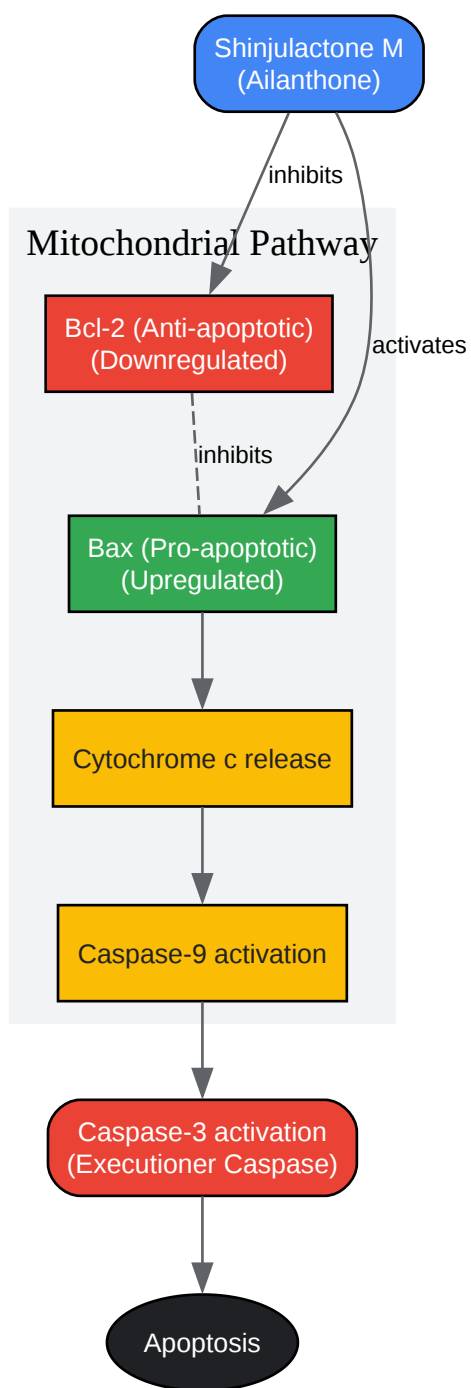 Shinjulactone M
(Ailanthone)
inhibits
Mitochondrial Pathway
Bcl-2 (Anti-apoptotic)
(Downregulated)
activates
inhibits
Bax (Pro-apoptotic)
(Upregulated)
Cytochrome c release
Caspase-9 activation
Caspase-3 activation
(Executioner Caspase)
Apoptosis